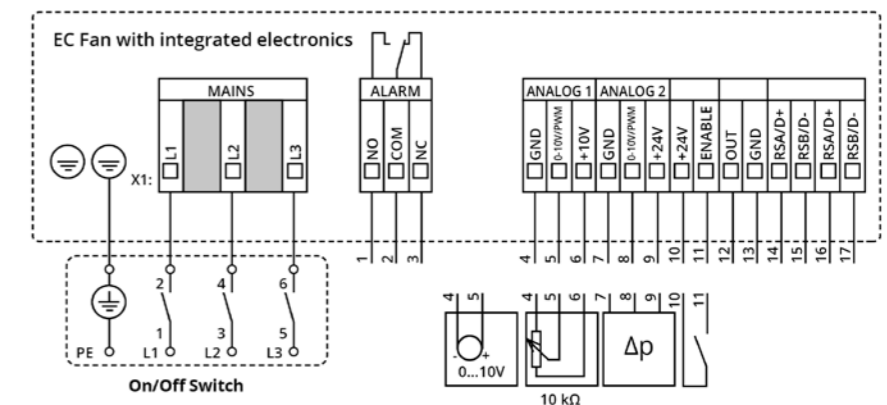 EC Fan with integrated electronics
MAINS
ALARM
ANALOG 1 ANALOG 2
L1
L2
L3
NO
COM
NC
GND
0-10V/PWM
+10V
GND
0-10V/PWM
+24V
+24V
ENABLE
OUT
GND
RSA/D+
RSB/D-
RSA/D+
RSB/D-
X1:
1 2 3 4 5 6 7 8 9 10 11 12 13 14 15 16 17
2 4 6
1 3 5
PE L1 L2 L3
On/Off Switch
4 5 4 5 6 7 8 9 10 11
- +
0...10V
Δp
10 kΩ